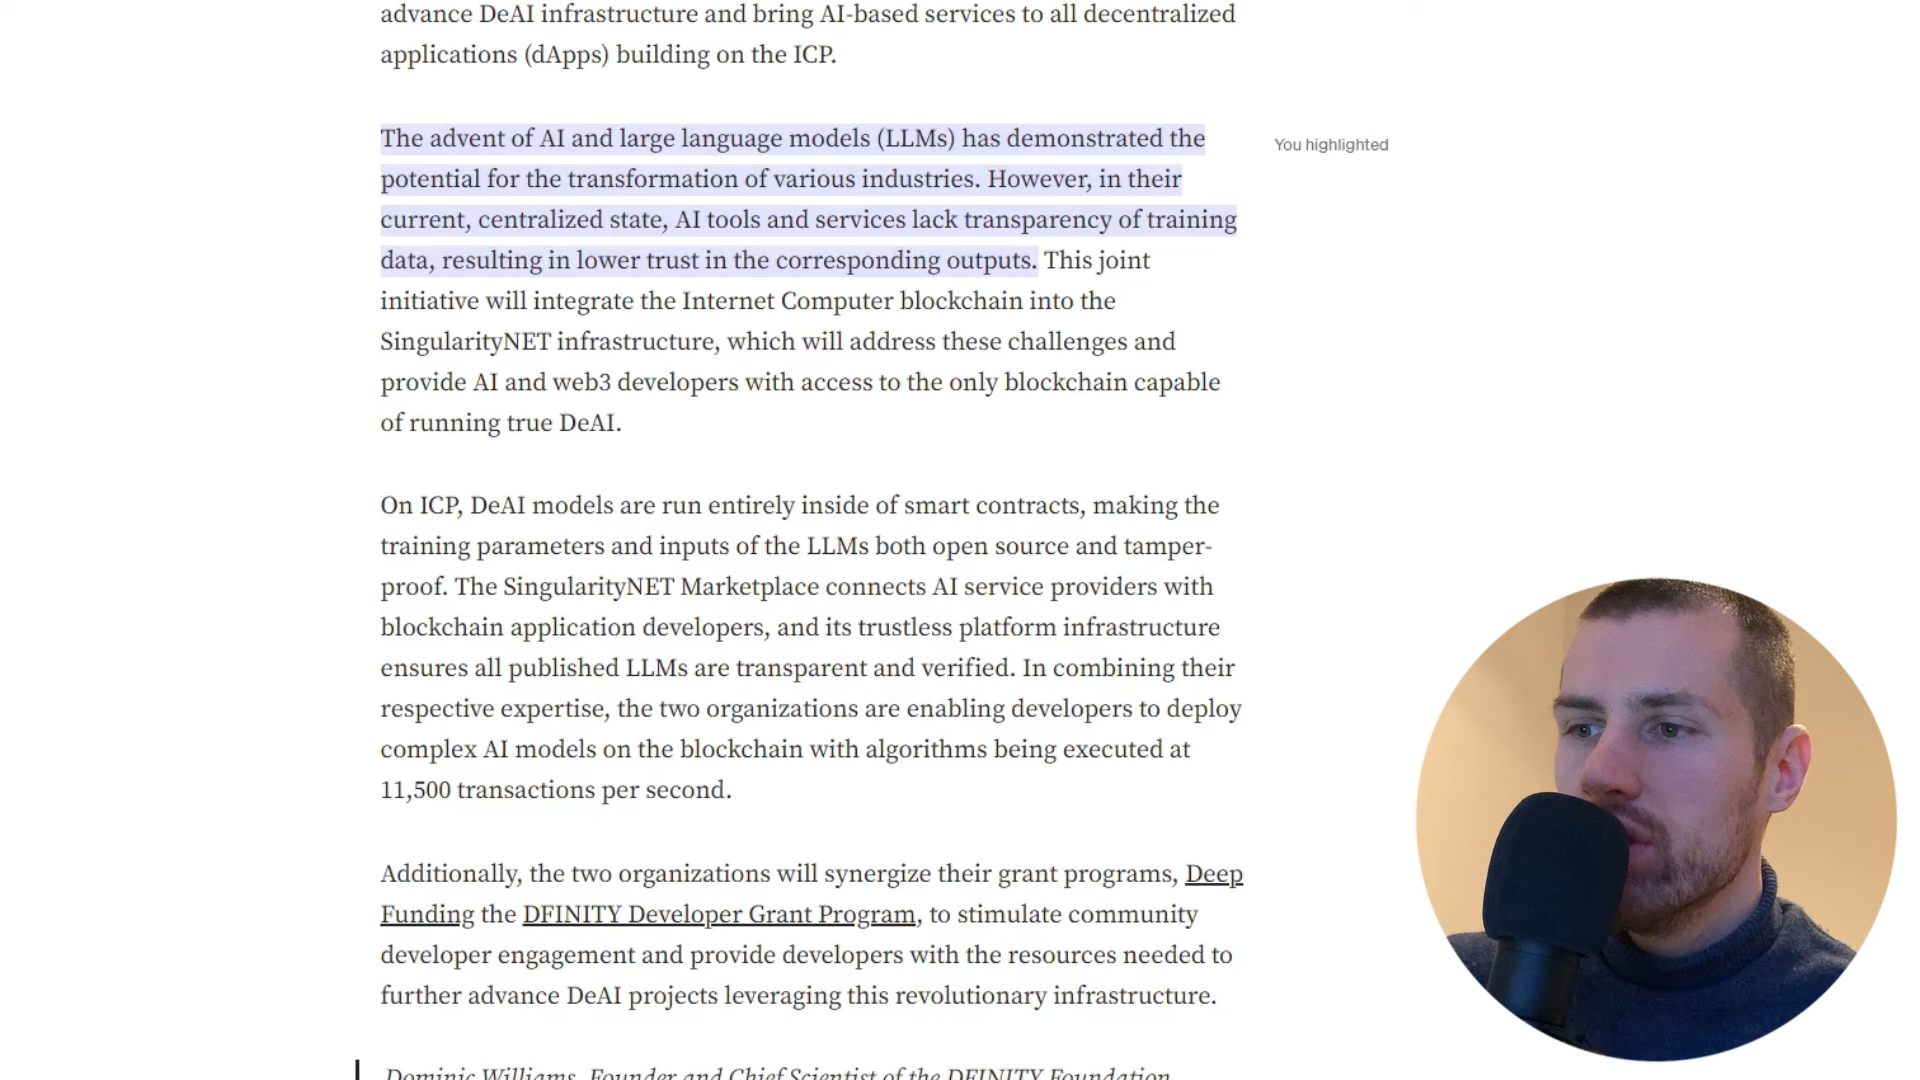 advance DeAI infrastructure and bring AI-based services to all decentralized
applications (dApps) building on the ICP.
The advent of AI and large language models (LLMs) has demonstrated the
You highlighted
potential for the transformation of various industries. However, in their
current, centralized state, AI tools and services lack transparency of training
data, resulting in lower trust in the corresponding outputs. This joint
initiative will integrate the Internet Computer blockchain into the
SingularityNET infrastructure, which will address these challenges and
provide AI and web3 developers with access to the only blockchain capable
of running true DeAI.
On ICP, DeAI models are run entirely inside of smart contracts, making the
training parameters and inputs of the LLMs both open source and tamper-
proof. The SingularityNET Marketplace connects AI service providers with
blockchain application developers, and its trustless platform infrastructure
ensures all published LLMs are transparent and verified. In combining their
respective expertise, the two organizations are enabling developers to deploy
complex AI models on the blockchain with algorithms being executed at
11,500 transactions per second.
Additionally, the two organizations will synergize their grant programs, Deep
Funding the DFINITY Developer Grant Program, to stimulate community
developer engagement and provide developers with the resources needed to
further advance DeAI projects leveraging this revolutionary infrastructure.
Dominic Williams, Founder and Chief Scientist of the DFINITY Foundation